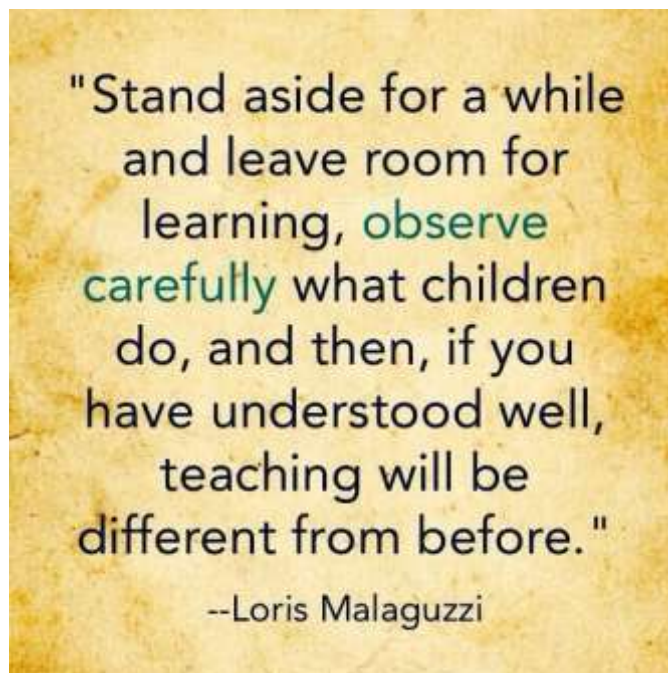 "Stand aside for a while
and leave room for
learning, observe
carefully what children
do, and then, if you
have understood well,
teaching will be
different from before."
--Loris Malaguzzi